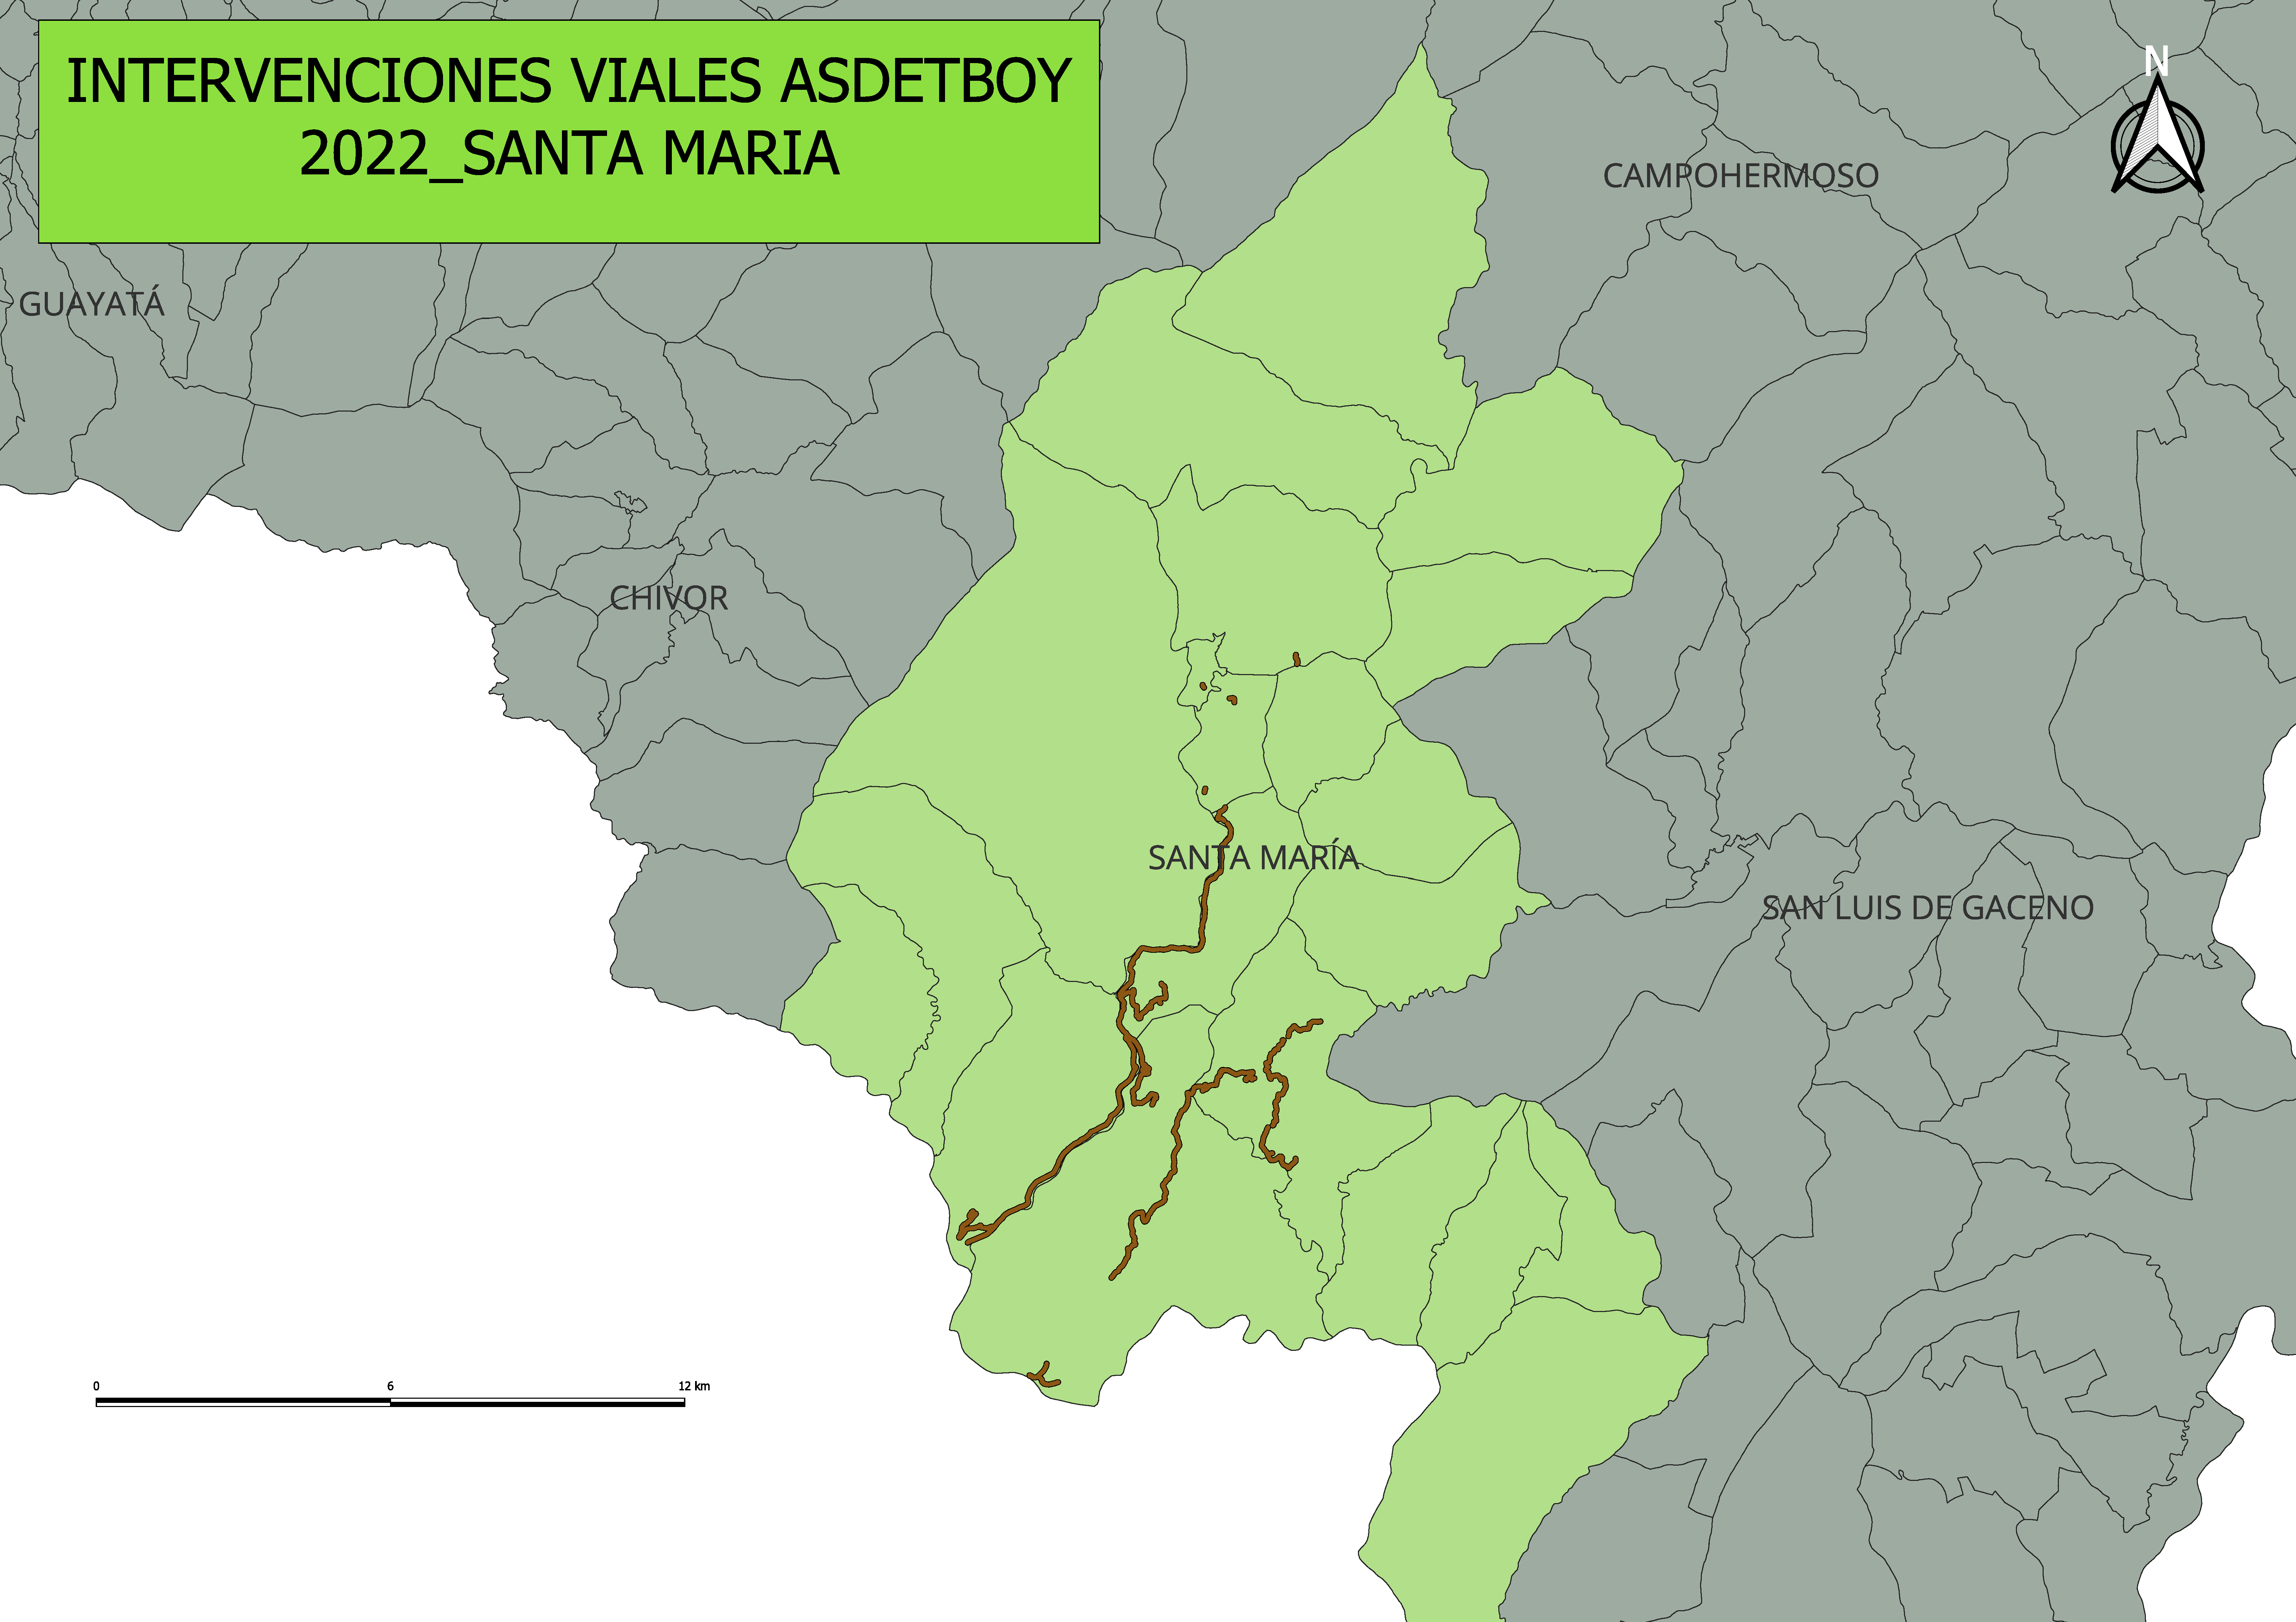 INTERVENCIONES VIALES ASDETBOY
2022_SANTA MARIA
N
CAMPOHERMOSO
GUAYATÁ
CHIVOR
SANTA MARÍA
SAN LUIS DE GACENO
0 6 12 km